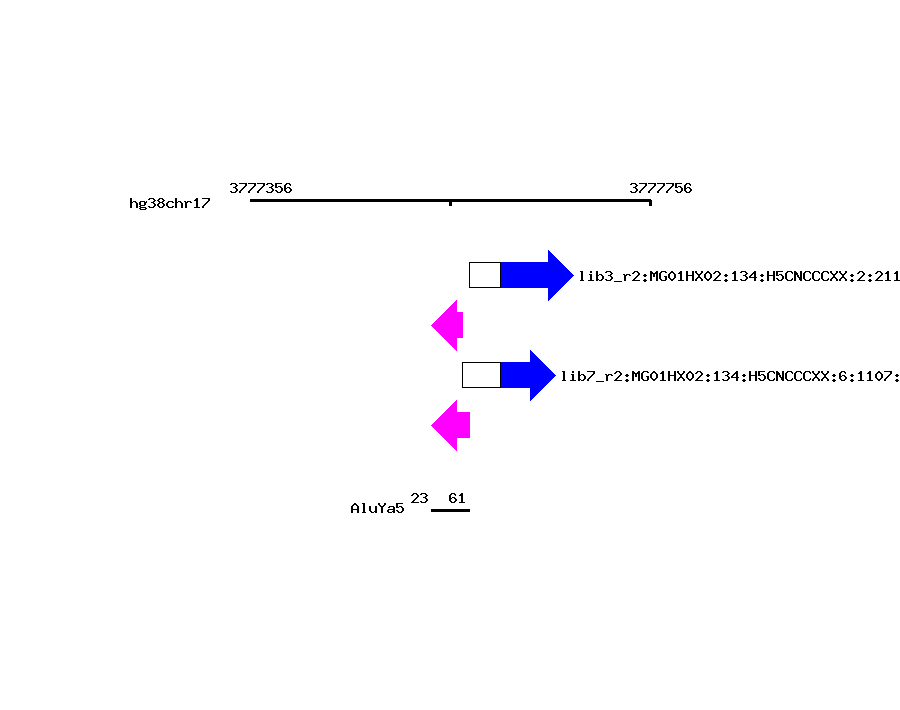 3777356 3777756
hg38chr17
lib3_r2:MG01HX02:134:H5CNCCCXX:2:211
lib7_r2:MG01HX02:134:H5CNCCCXX:6:1107:
23 61
AluYa5